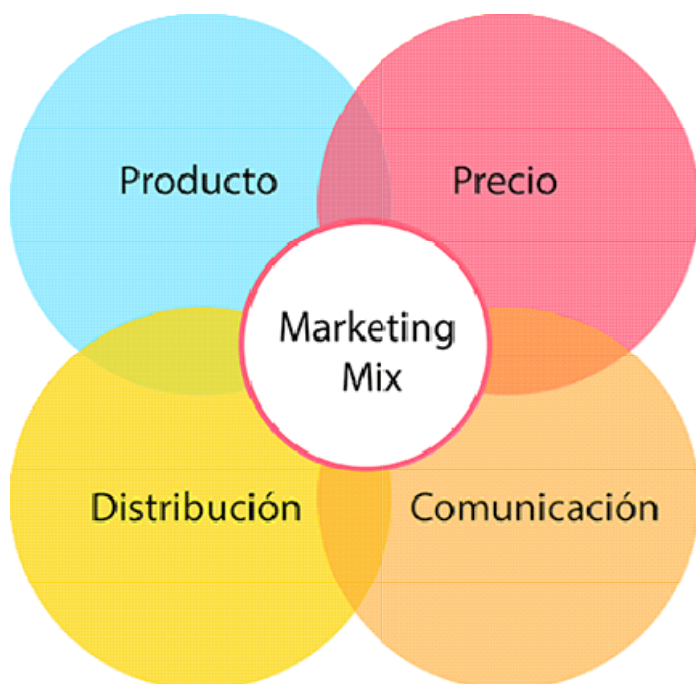 Producto
Precio
Marketing
Mix
Distribución
Comunicación